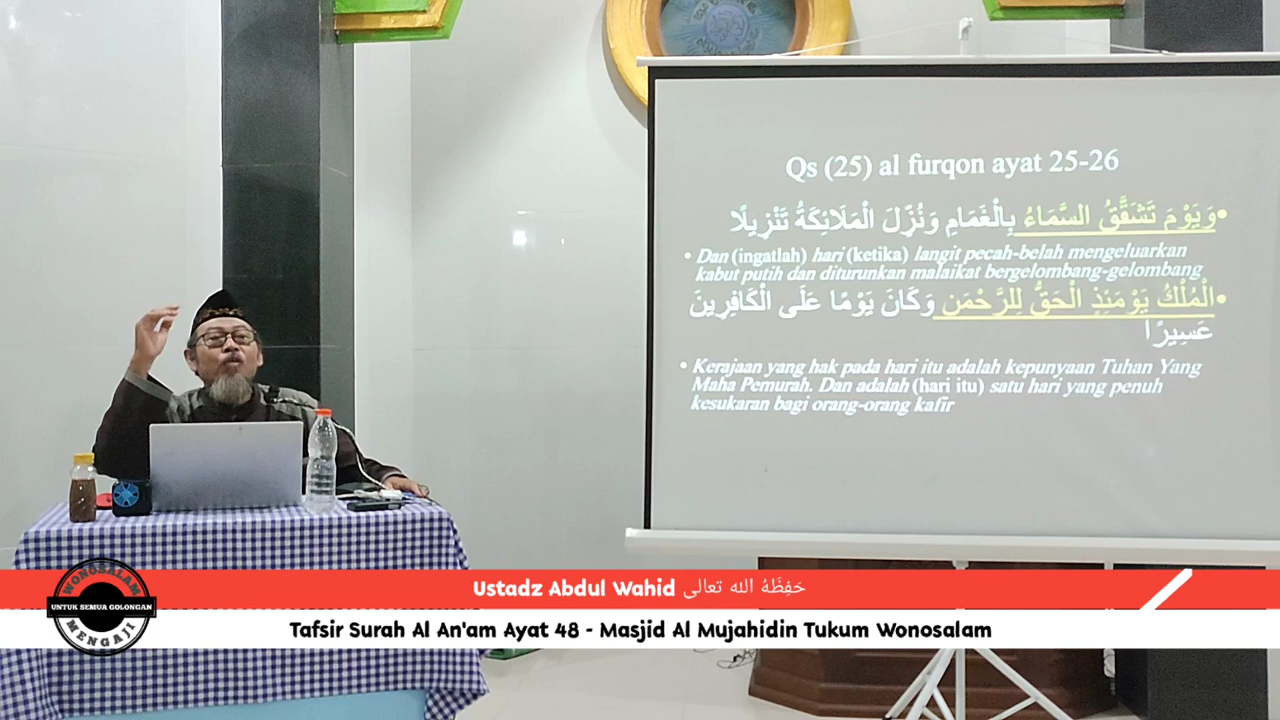 Qs (25) al furqon ayat 25-26
•وَيَوْمَ تَشَقَّقُ السَّمَاءُ بِالْغَمَامِ وَنُزِّلَ الْمَلَائِكَةُ تَنْزِيلًا
• Dan (ingatlah) hari (ketika) langit pecah-belah mengeluarkan
kabut putih dan diturunkan malaikat bergelombang-gelombang
•الْمُلْكُ يَوْمَئِذٍ الْحَقُّ لِلرَّحْمَنِ وَكَانَ يَوْمًا عَلَى الْكَافِرِينَ
عَسِيرًا
• Kerajaan yang hak pada hari itu adalah kepunyaan Tuhan Yang
Maha Pemurah. Dan adalah (hari itu) satu hari yang penuh
kesukaran bagi orang-orang kafir
Ustadz Abdul Wahid حَفِظَهُ الله تعالى
Tafsir Surah Al An'am Ayat 48 - Masjid Al Mujahidin Tukum Wonosalam
WONOSALAM
UNTUK SEMUA GOLONGAN
MENGAJI